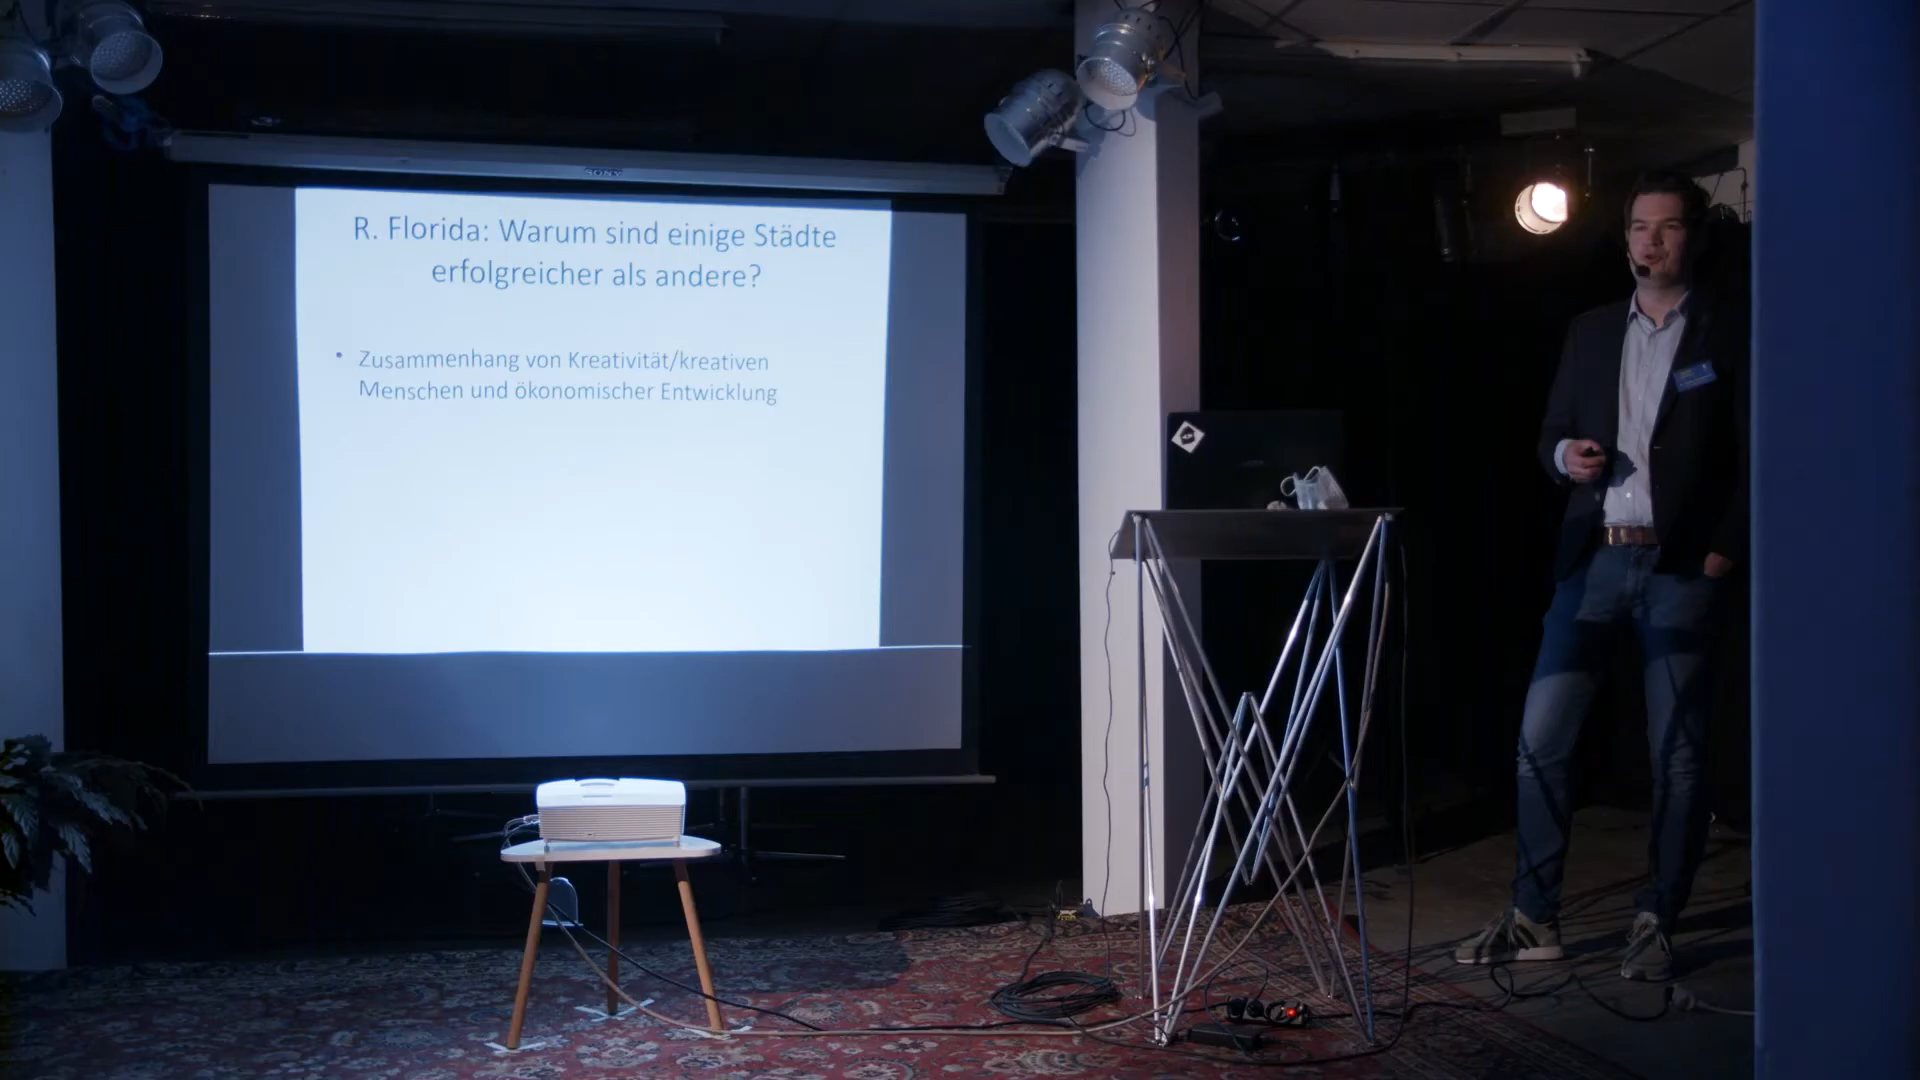 SONY
R. Florida: Warum sind einige Städte
erfolgreicher als andere?
• Zusammenhang von Kreativität/kreativen
Menschen und ökonomischer Entwicklung